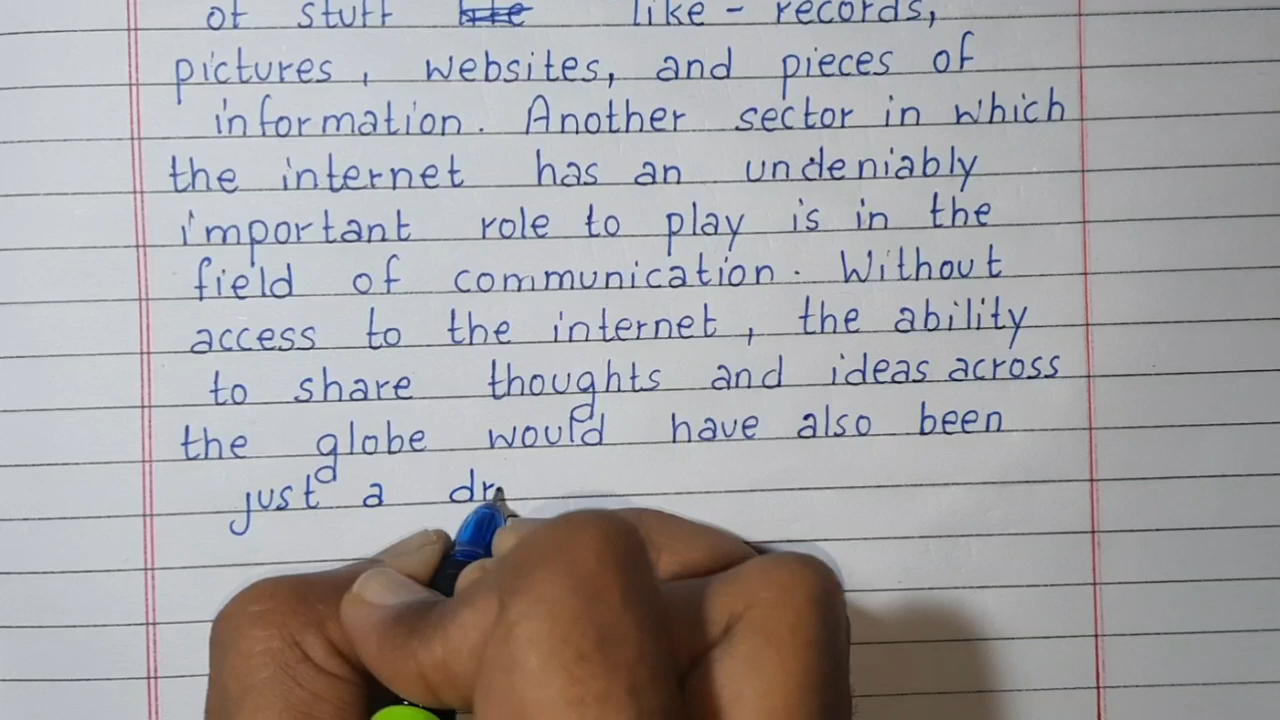 of stuff like - records,
pictures, websites, and pieces of
information. Another sector in which
the internet has an undeniably
important role to play is in the
field of communication. Without
access to the internet, the ability
to share thoughts and ideas across
the globe would have also been
just a dr